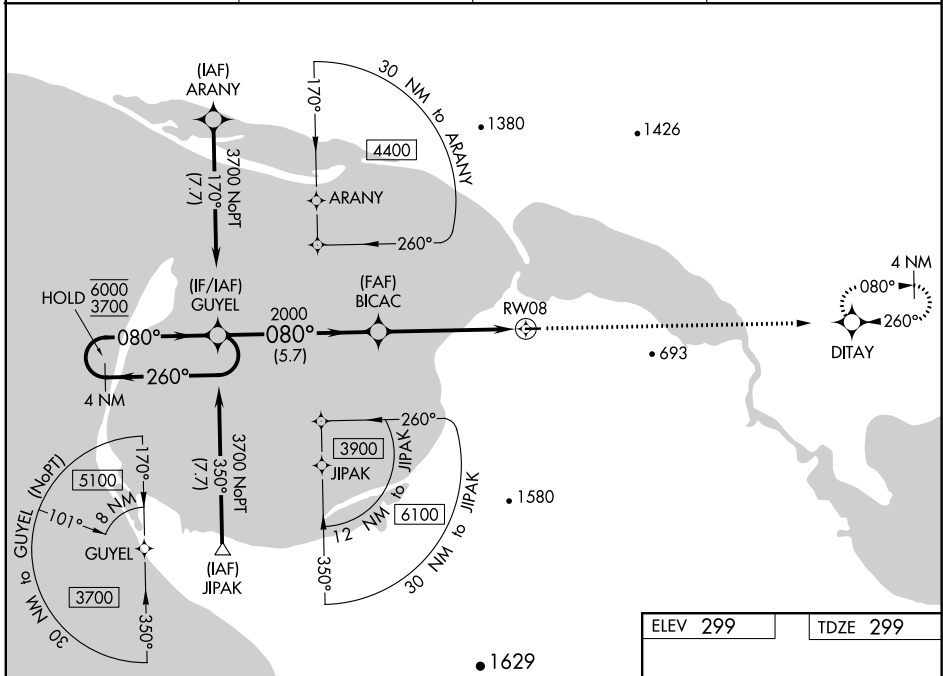 (IAF)
ARANY
3700 NoPT
170°
(7.7)
170°
30 NM to ARANY
4400
ARANY
260°
1380
1426
HOLD
6000
3700
080°
260°
4 NM
(IF/IAF)
GUYEL
2000
080°
(5.7)
(FAF)
BICAC
RW08
693
4 NM
080°
260°
DITAY
3700 NoPT
350°
(7.7)
(IAF)
JIPAK
260°
3900
JIPAK
12 NM to JIPAK
6100
350°
30 NM to JIPAK
1580
30 NM to GUYEL (NoPT)
170°
5100
8 NM
101°
GUYEL
3700
350°
1629
ELEV 299
TDZE 299